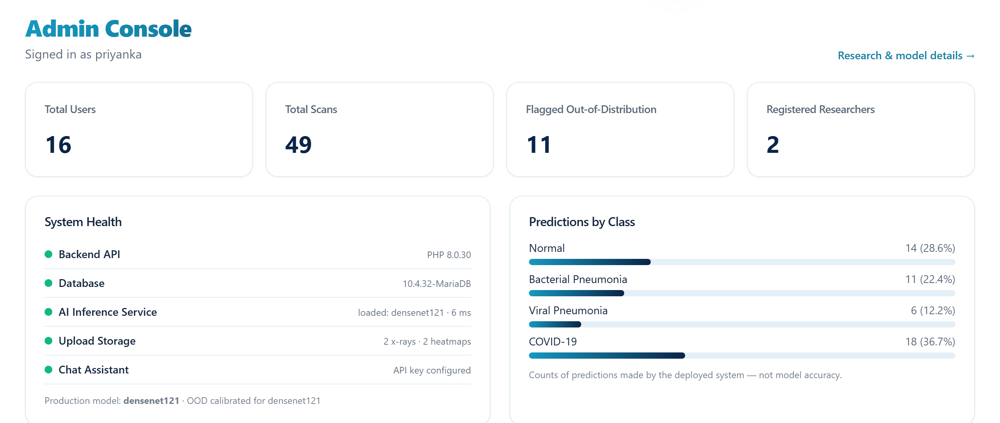 Admin Console
Signed in as priyanka
Research & model details →
Total Users
16
Total Scans
49
Flagged Out-of-Distribution
11
Registered Researchers
2
System Health
Backend API PHP 8.0.30
Database 10.4.32-MariaDB
AI Inference Service loaded: densenet121 · 6 ms
Upload Storage 2 x-rays · 2 heatmaps
Chat Assistant API key configured
Production model: densenet121 · OOD calibrated for densenet121
Predictions by Class
Normal 14 (28.6%)
Bacterial Pneumonia 11 (22.4%)
Viral Pneumonia 6 (12.2%)
COVID-19 18 (36.7%)
Counts of predictions made by the deployed system — not model accuracy.